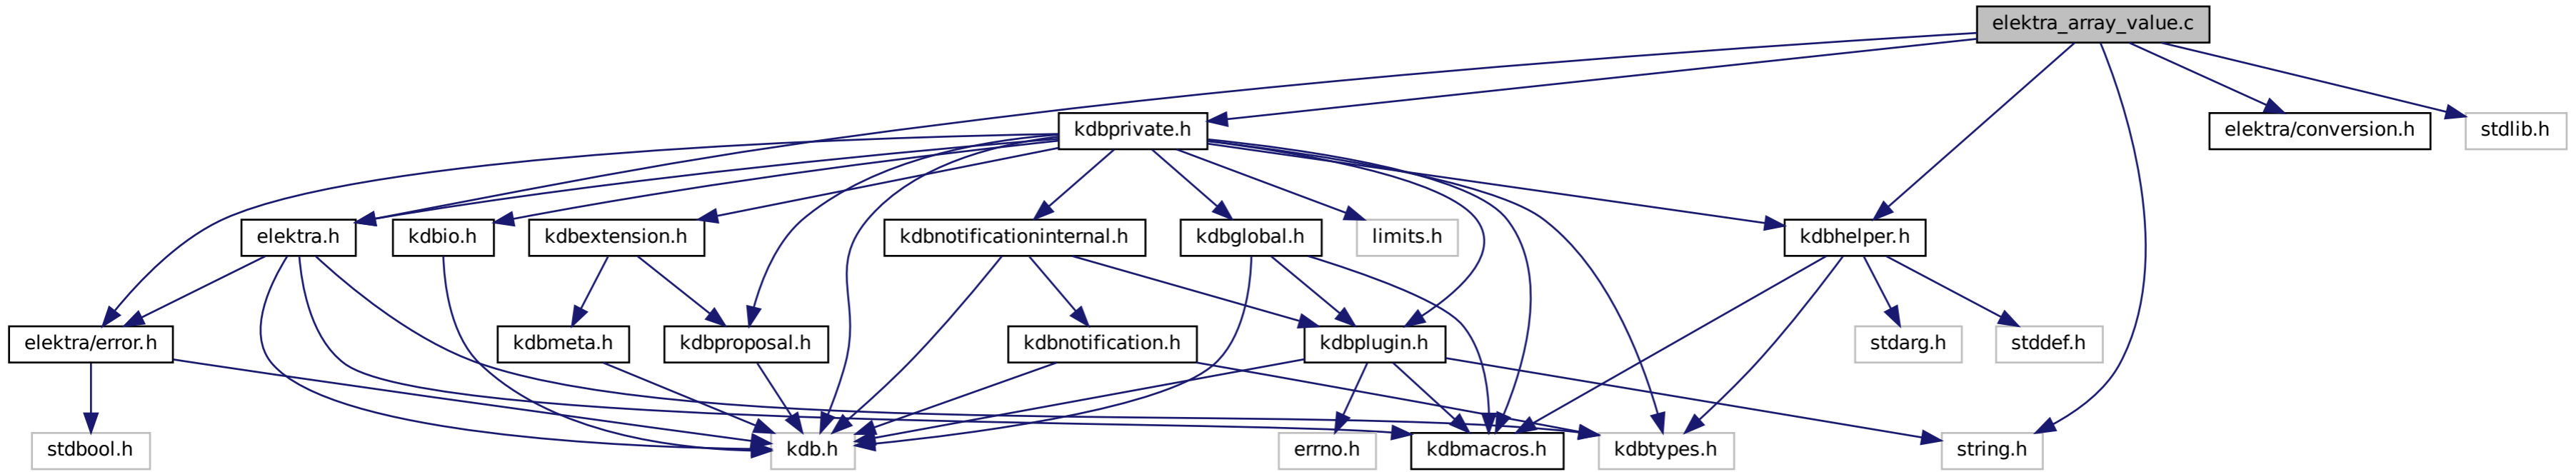 elektra_array_value.c
kdbprivate.h
elektra/conversion.h
stdlib.h
elektra.h
kdbio.h
kdbextension.h
kdbnotificationinternal.h
kdbglobal.h
limits.h
kdbhelper.h
elektra/error.h
kdbmeta.h
kdbproposal.h
kdbnotification.h
kdbplugin.h
stdarg.h
stddef.h
stdbool.h
kdb.h
errno.h
kdbmacros.h
kdbtypes.h
string.h